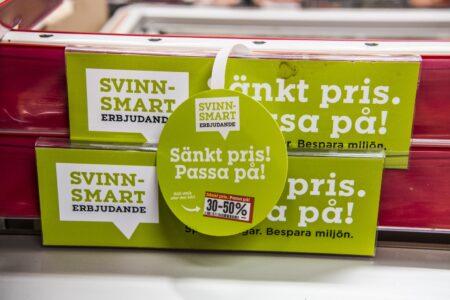 SVINN-
SMART
ERBJUDANDE
änkt pris.
assa på!
Bespara miljön.
SVINN-
SMART
ERBJUDANDE
Sänkt pris!
Passa på!
30-50%
SVINN-
SMART
ERBJUDANDE
pris.
på!
Bespara miljön.